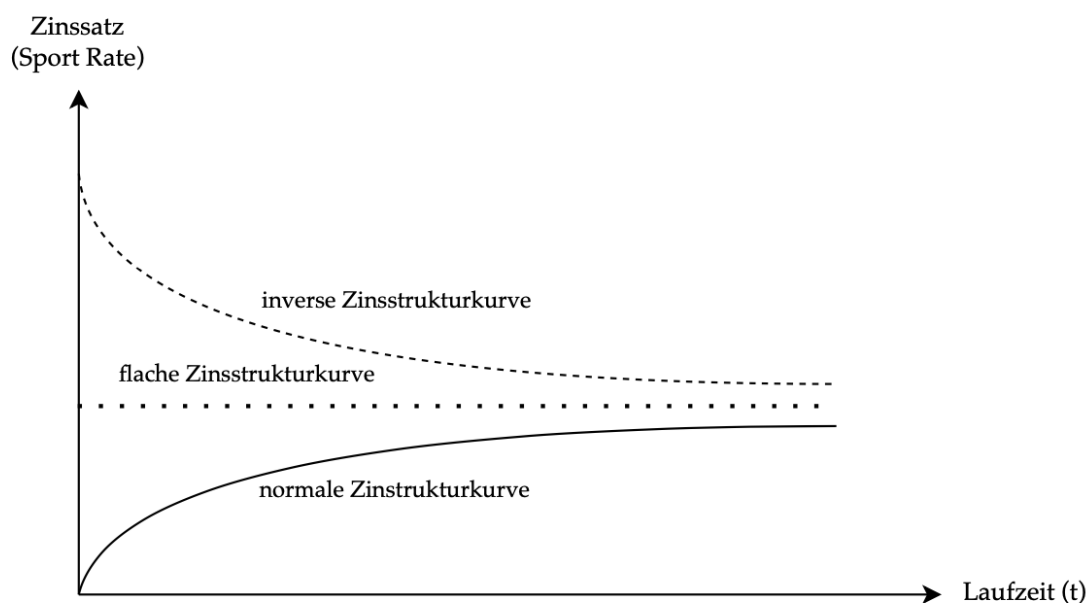 Zinssatz
(Sport Rate)
inverse Zinsstrukturkurve
flache Zinsstrukturkurve
normale Zinstrukturkurve
Laufzeit (t)